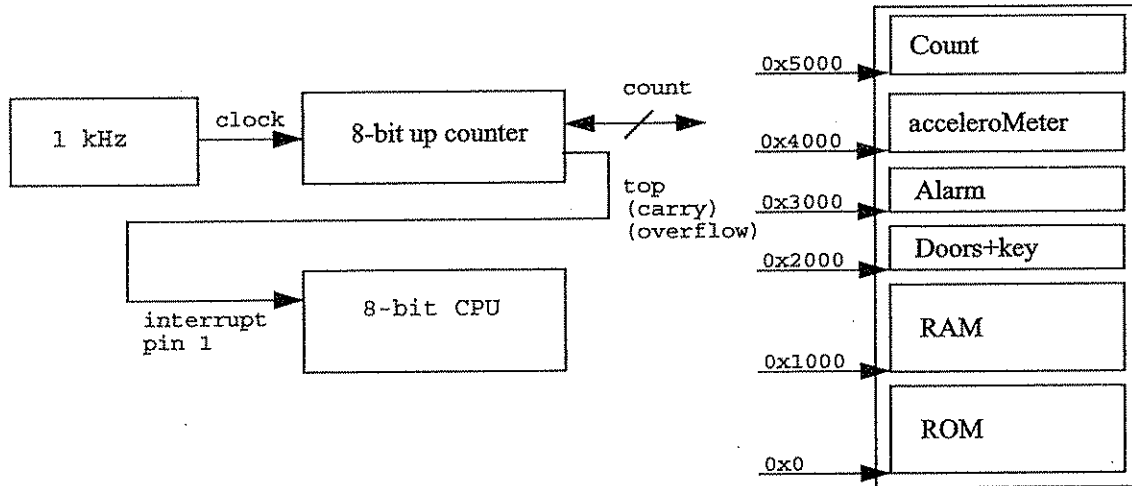 1 kHz
clock
8-bit up counter
count
top
(carry)
(overflow)
interrupt
pin 1
8-bit CPU
Count
0x5000
acceleroMeter
0x4000
Alarm
0x3000
Doors+key
0x2000
RAM
0x1000
ROM
0x0